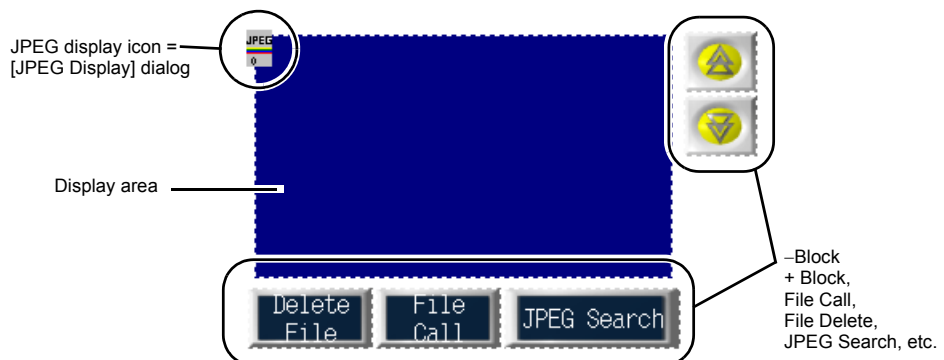 JPEG display icon =
[JPEG Display] dialog
JPEG
0
Display area
–Block
+ Block,
File Call,
File Delete,
JPEG Search, etc.
Delete
File
File
Call
JPEG Search